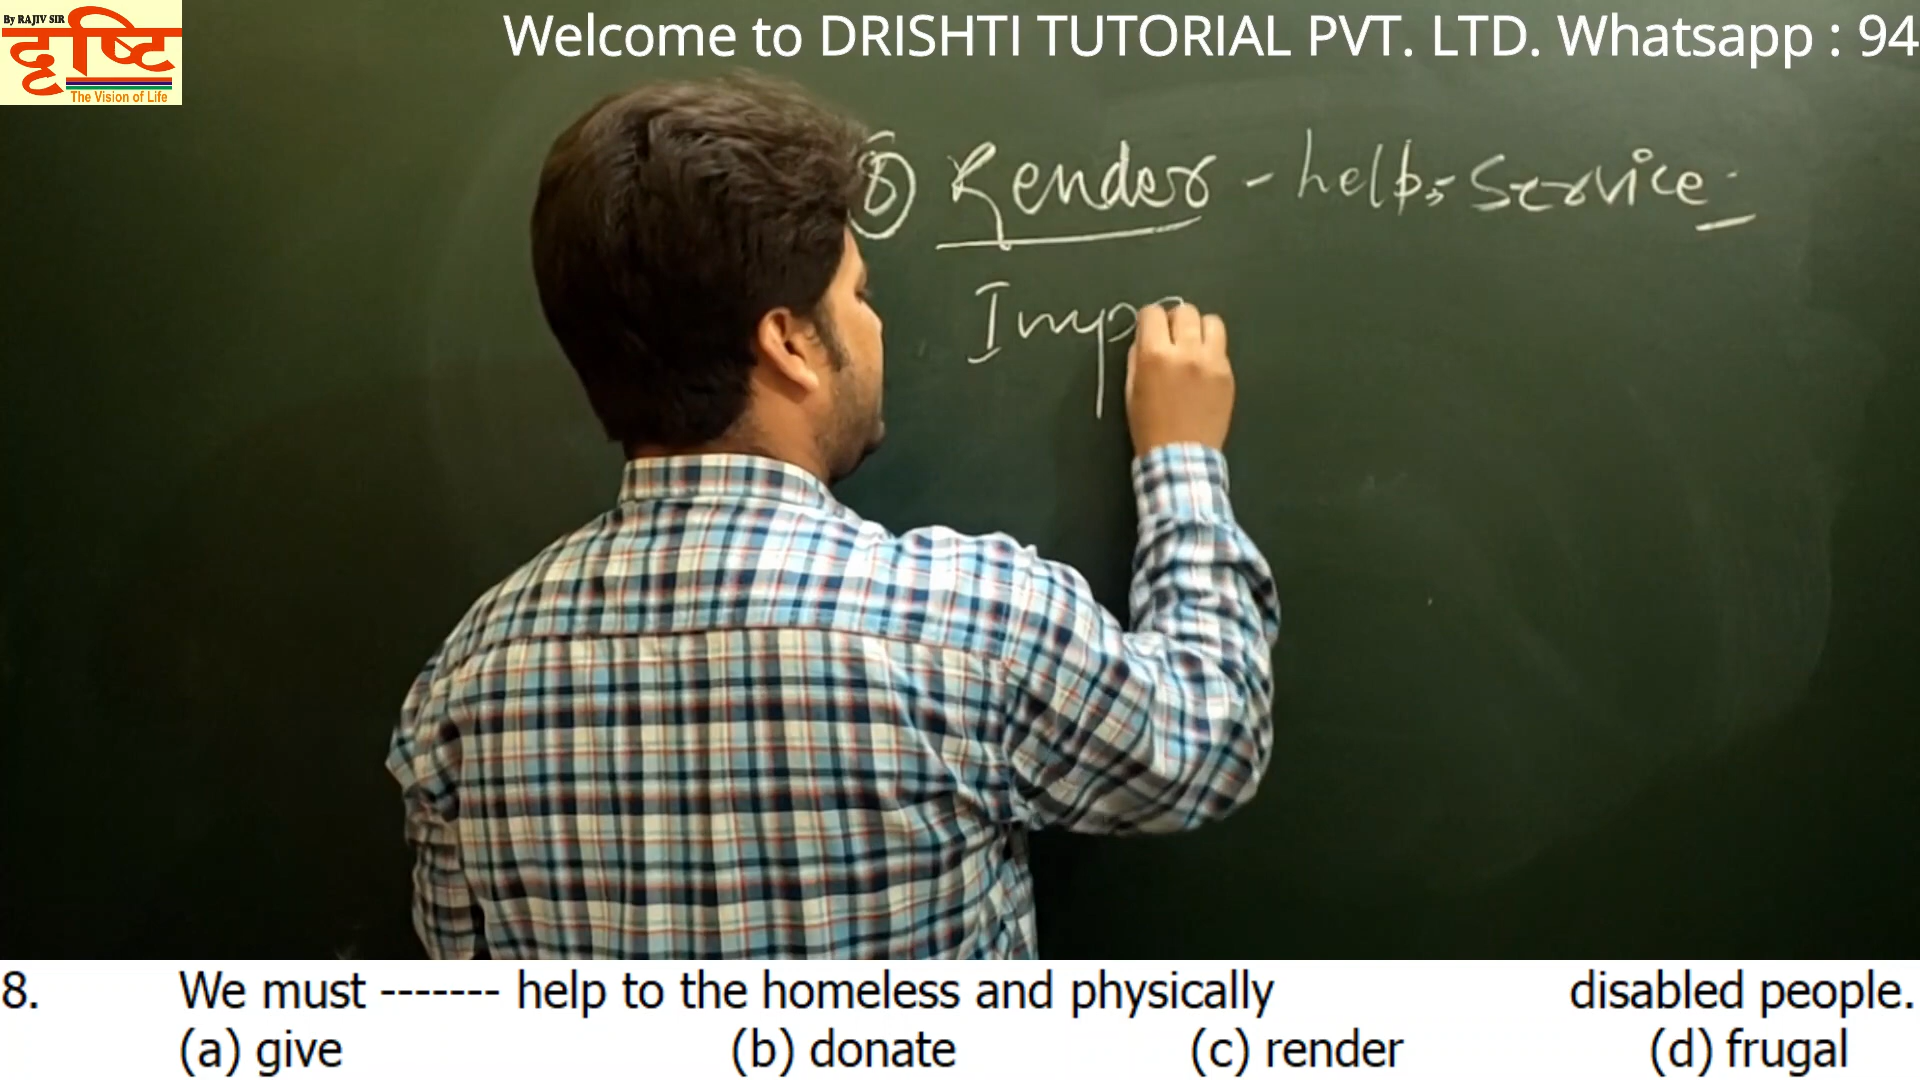 By RAJIV SIR
दृष्टि
The Vision of Life
Welcome to DRISHTI TUTORIAL PVT. LTD. Whatsapp : 94
⑧ Render - help, Service.
Imp
8. We must ------- help to the homeless and physically disabled people.
(a) give (b) donate (c) render (d) frugal